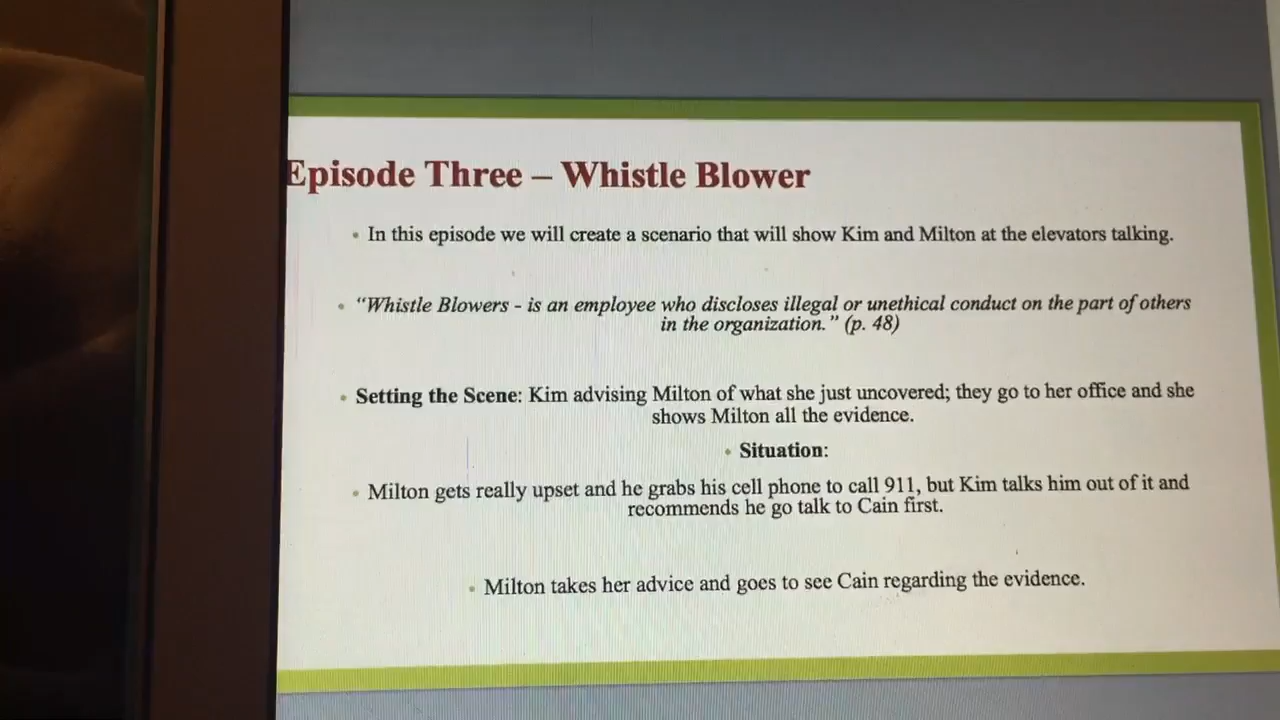 Episode Three – Whistle Blower
• In this episode we will create a scenario that will show Kim and Milton at the elevators talking.
• “Whistle Blowers - is an employee who discloses illegal or unethical conduct on the part of others
in the organization.” (p. 48)
• Setting the Scene: Kim advising Milton of what she just uncovered; they go to her office and she
shows Milton all the evidence.
• Situation:
• Milton gets really upset and he grabs his cell phone to call 911, but Kim talks him out of it and
recommends he go talk to Cain first.
• Milton takes her advice and goes to see Cain regarding the evidence.